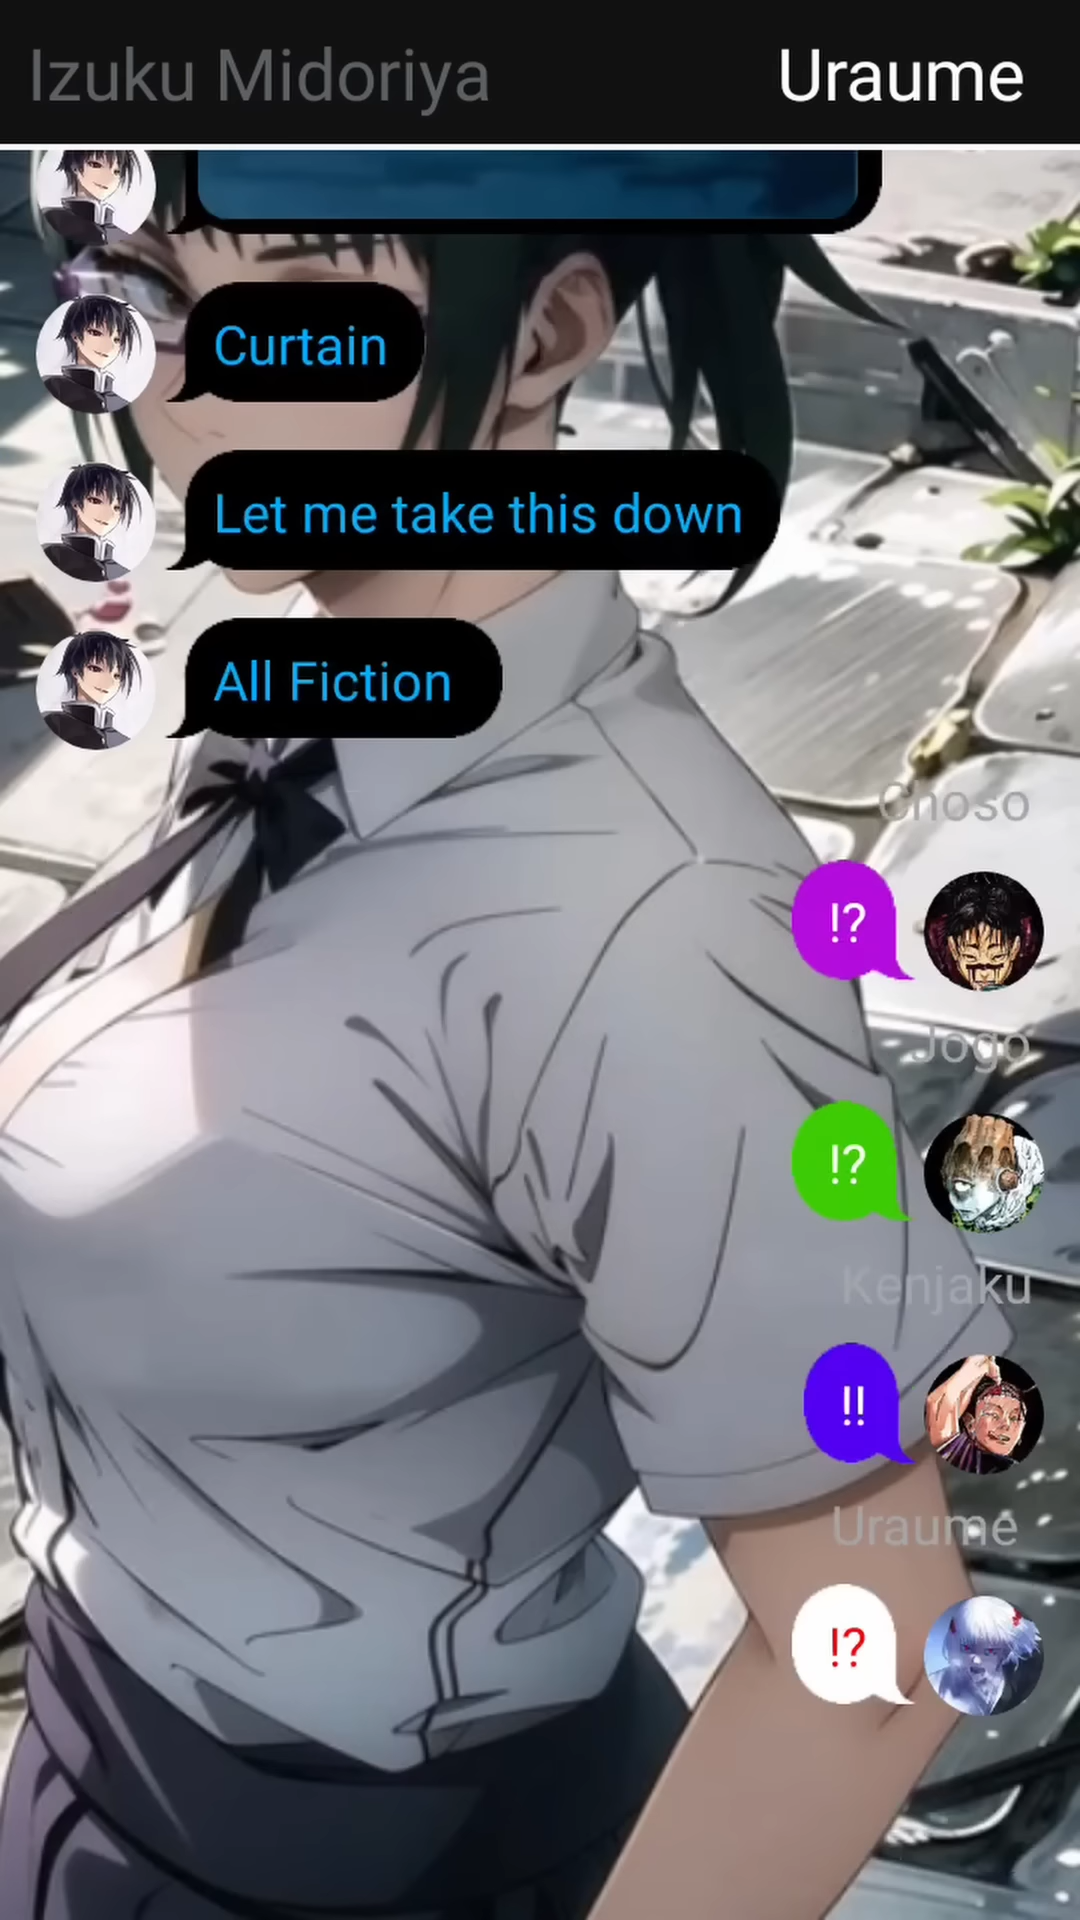 Izuku Midoriya
Uraume
Curtain
Let me take this down
All Fiction
Choso
!?
Jogo
!?
Kenjaku
!!
Uraume
!?